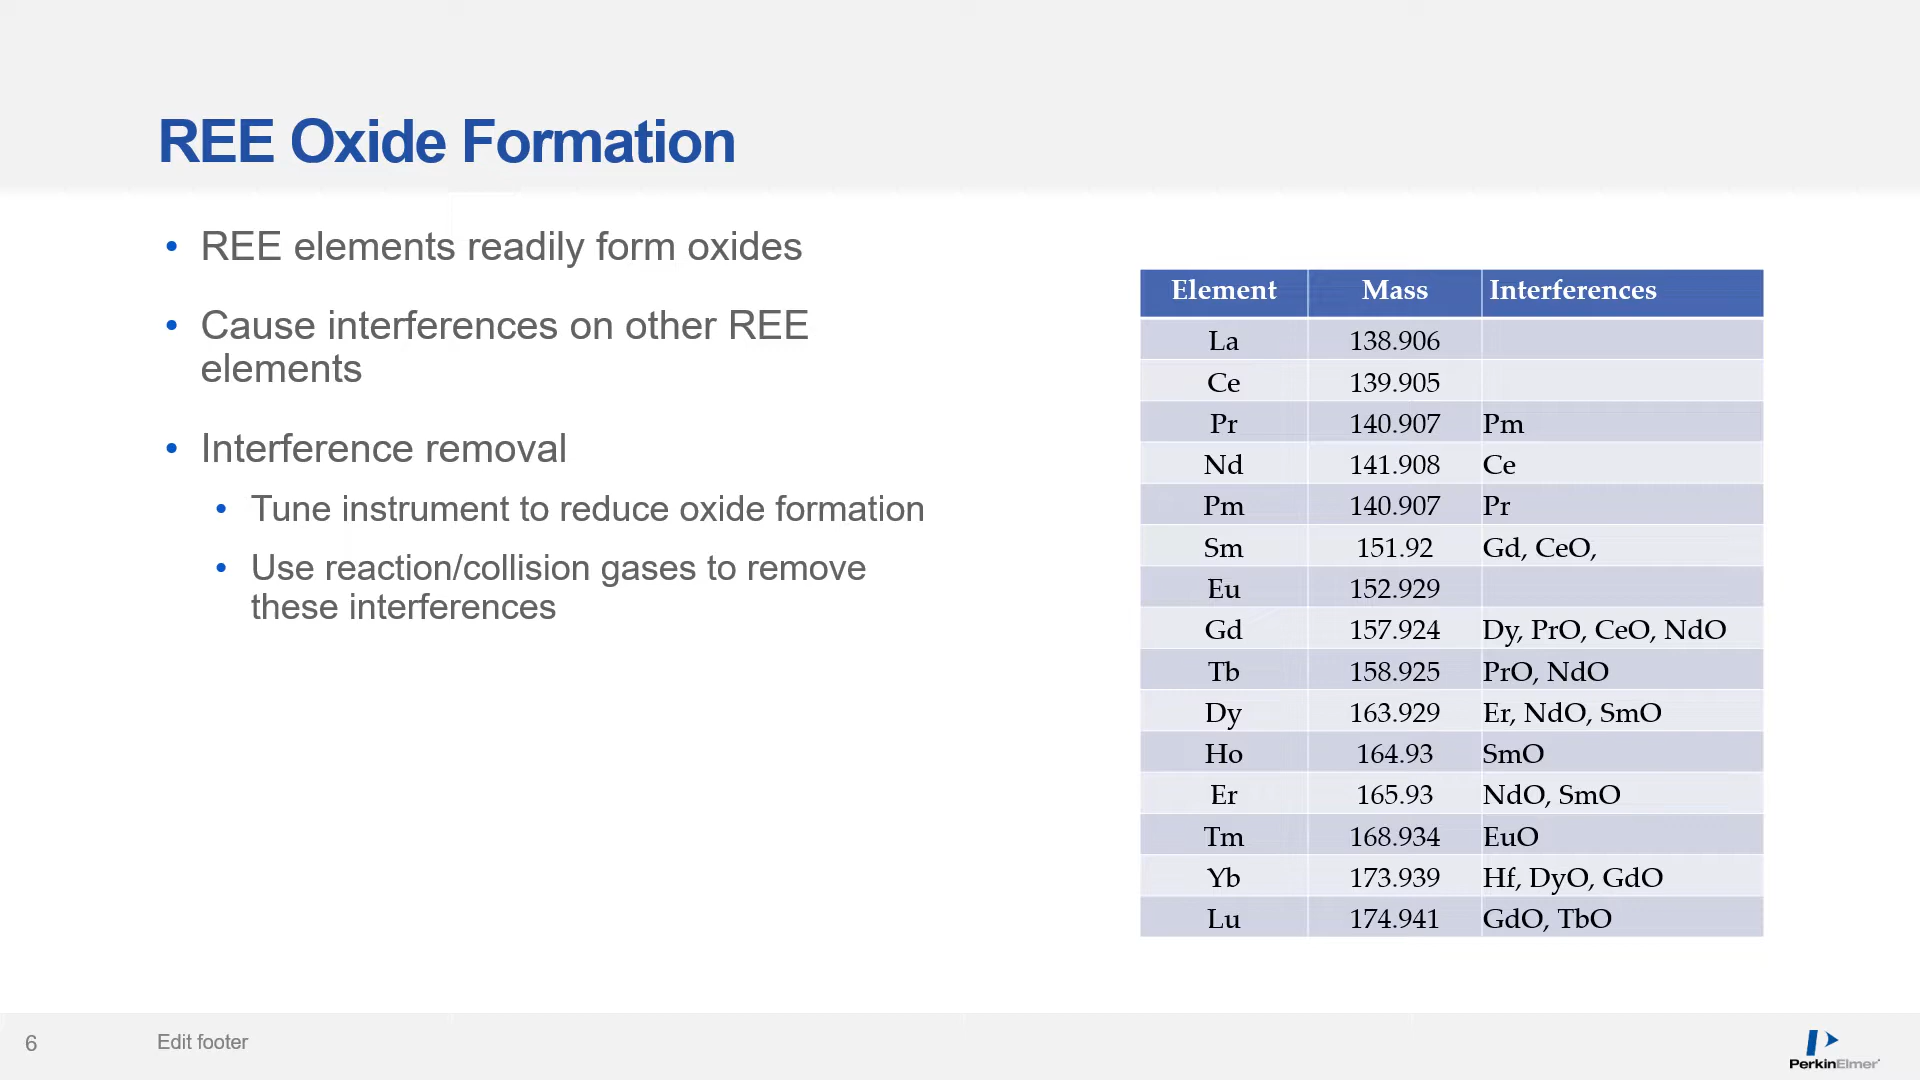 REE Oxide Formation
• REE elements readily form oxides
• Cause interferences on other REE
elements
• Interference removal
• Tune instrument to reduce oxide formation
• Use reaction/collision gases to remove
these interferences
Element Mass Interferences
La 138.906
Ce 139.905
Pr 140.907 Pm
Nd 141.908 Ce
Pm 140.907 Pr
Sm 151.92 Gd, CeO,
Eu 152.929
Gd 157.924 Dy, PrO, CeO, NdO
Tb 158.925 PrO, NdO
Dy 163.929 Er, NdO, SmO
Ho 164.93 SmO
Er 165.93 NdO, SmO
Tm 168.934 EuO
Yb 173.939 Hf, DyO, GdO
Lu 174.941 GdO, TbO
6 Edit footer
PerkinElmer